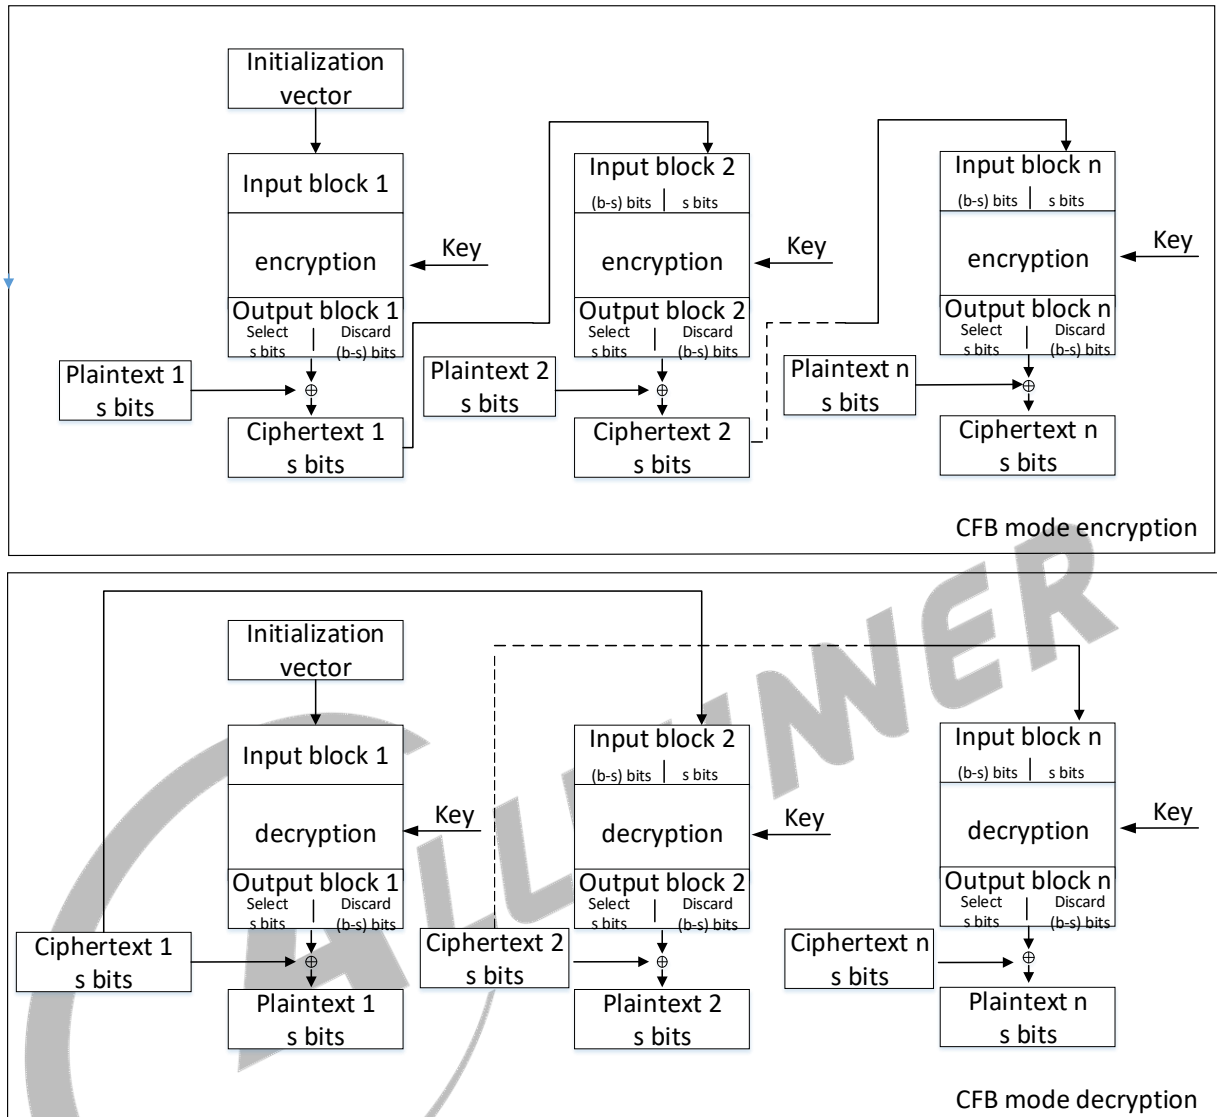 Initialization
vector
Input block 1
Input block 2
(b-s) bits | s bits
Input block n
(b-s) bits | s bits
encryption
Key
encryption
Key
encryption
Key
Output block 1
Select
s bits
Discard
(b-s) bits
Output block 2
Select
s bits
Discard
(b-s) bits
Output block n
Select
s bits
Discard
(b-s) bits
Plaintext 1
s bits
Plaintext 2
s bits
Plaintext n
s bits
⊕
⊕
⊕
Ciphertext 1
s bits
Ciphertext 2
s bits
Ciphertext n
s bits
CFB mode encryption
Initialization
vector
Input block 1
Input block 2
(b-s) bits | s bits
Input block n
(b-s) bits | s bits
decryption
Key
decryption
Key
decryption
Key
Output block 1
Select
s bits
Discard
(b-s) bits
Output block 2
Select
s bits
Discard
(b-s) bits
Output block n
Select
s bits
Discard
(b-s) bits
Ciphertext 1
s bits
Ciphertext 2
s bits
Ciphertext n
s bits
⊕
⊕
⊕
Plaintext 1
s bits
Plaintext 2
s bits
Plaintext n
s bits
CFB mode decryption
ALLWINNER